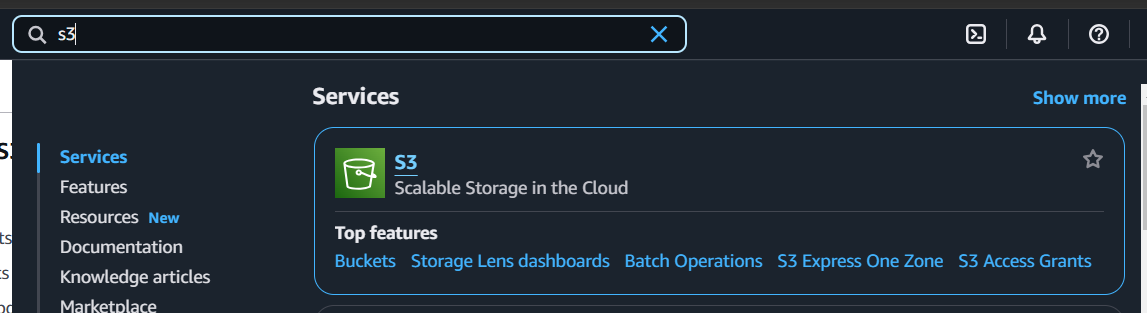 s3
Services
Show more
Services
Features
Resources New
Documentation
Knowledge articles
Marketplace
S3
Scalable Storage in the Cloud
Top features
Buckets Storage Lens dashboards Batch Operations S3 Express One Zone S3 Access Grants